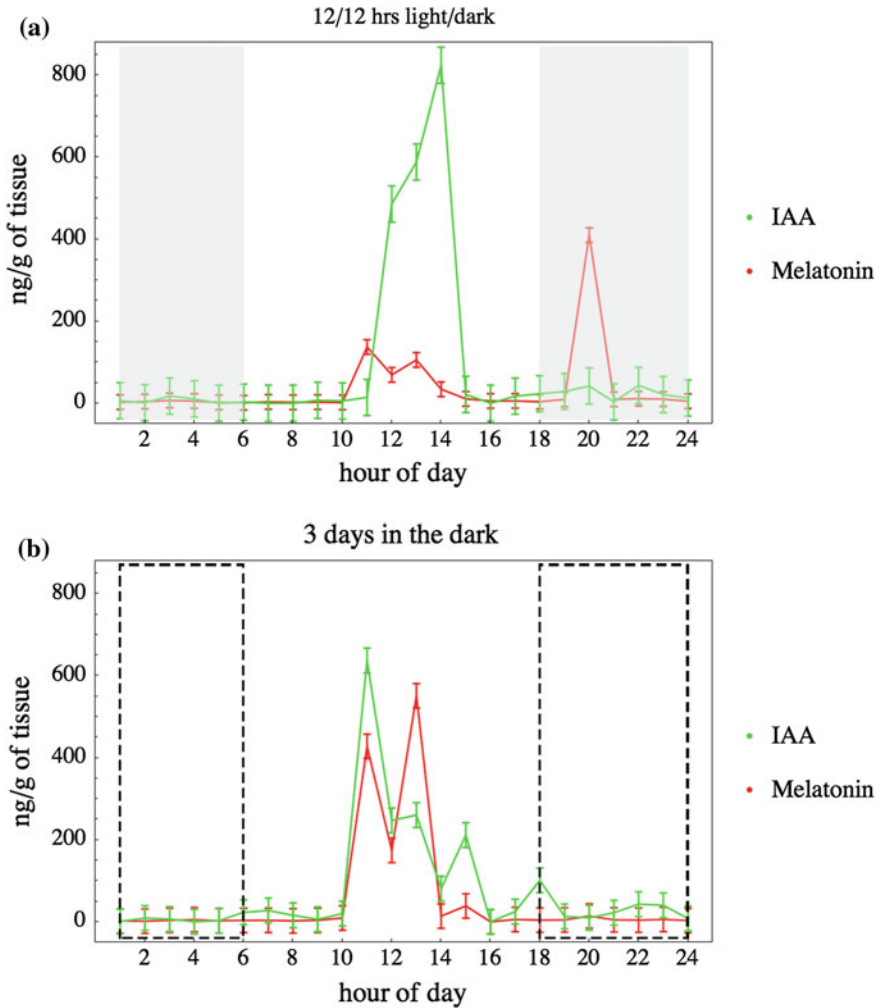 (a)
12/12 hrs light/dark
800
600
400
200
0
ng/g of tissue
2 4 6 8 10 12 14 16 18 20 22 24
hour of day
IAA
Melatonin
(b)
3 days in the dark
800
600
400
200
0
ng/g of tissue
2 4 6 8 10 12 14 16 18 20 22 24
hour of day
IAA
Melatonin